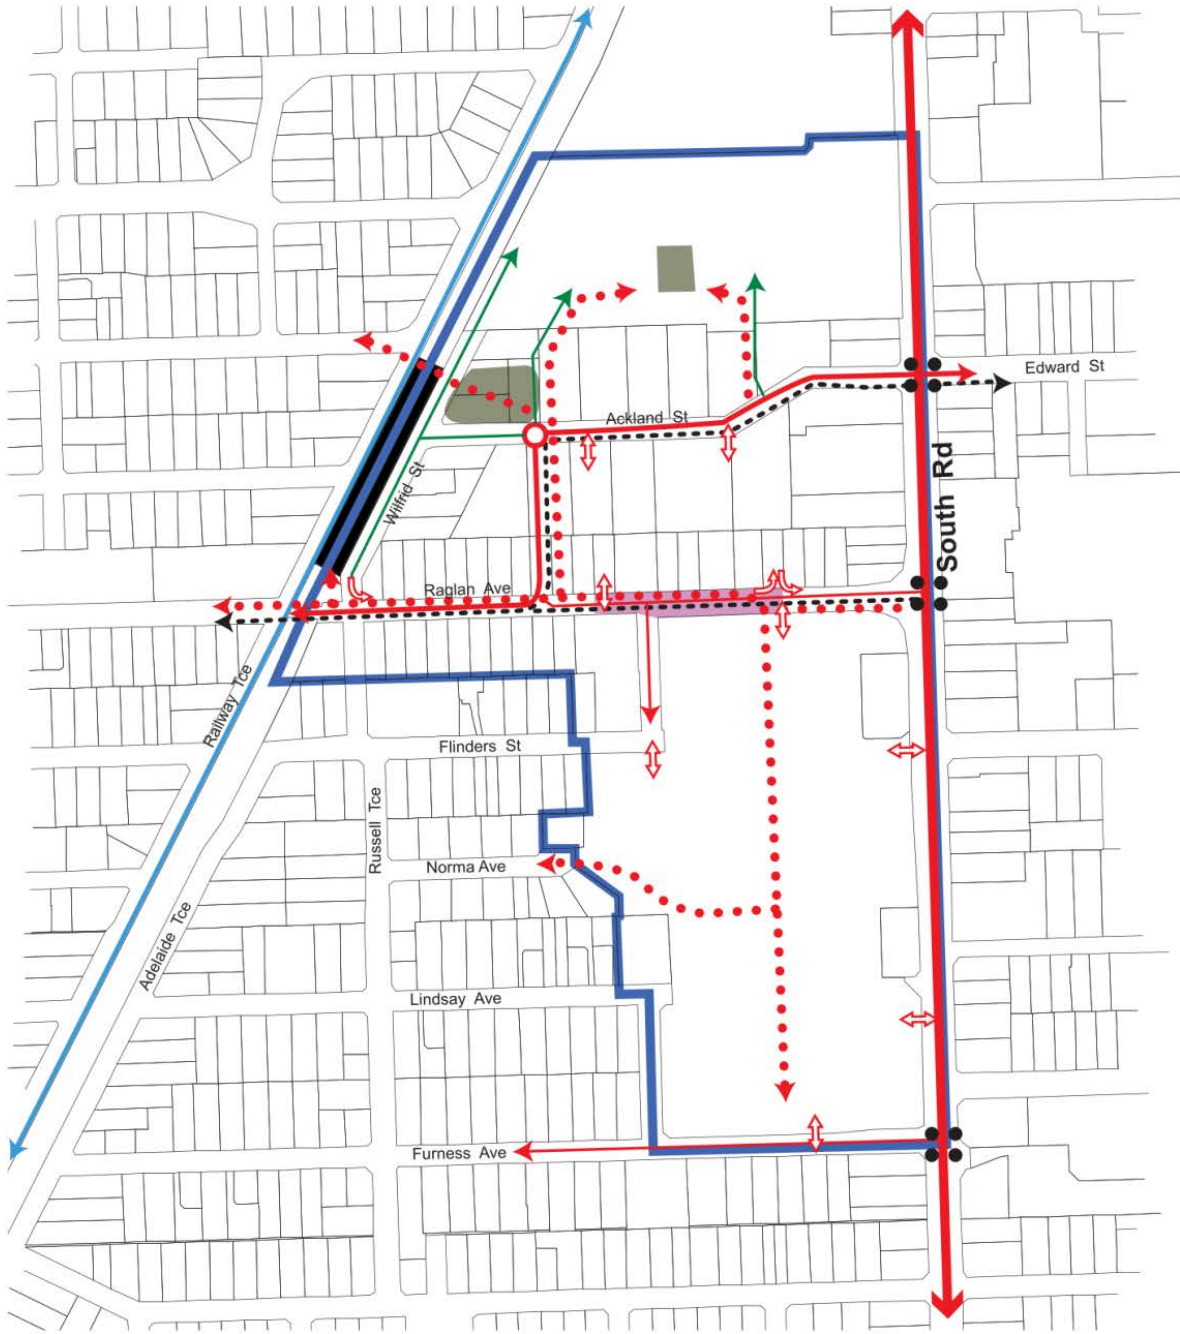 Edward St
Ackland St
South Rd
Wilfrid St
Raglan Ave
Railway Tce
Flinders St
Russell Tce
Norma Ave
Adelaide Tce
Lindsay Ave
Furness Ave